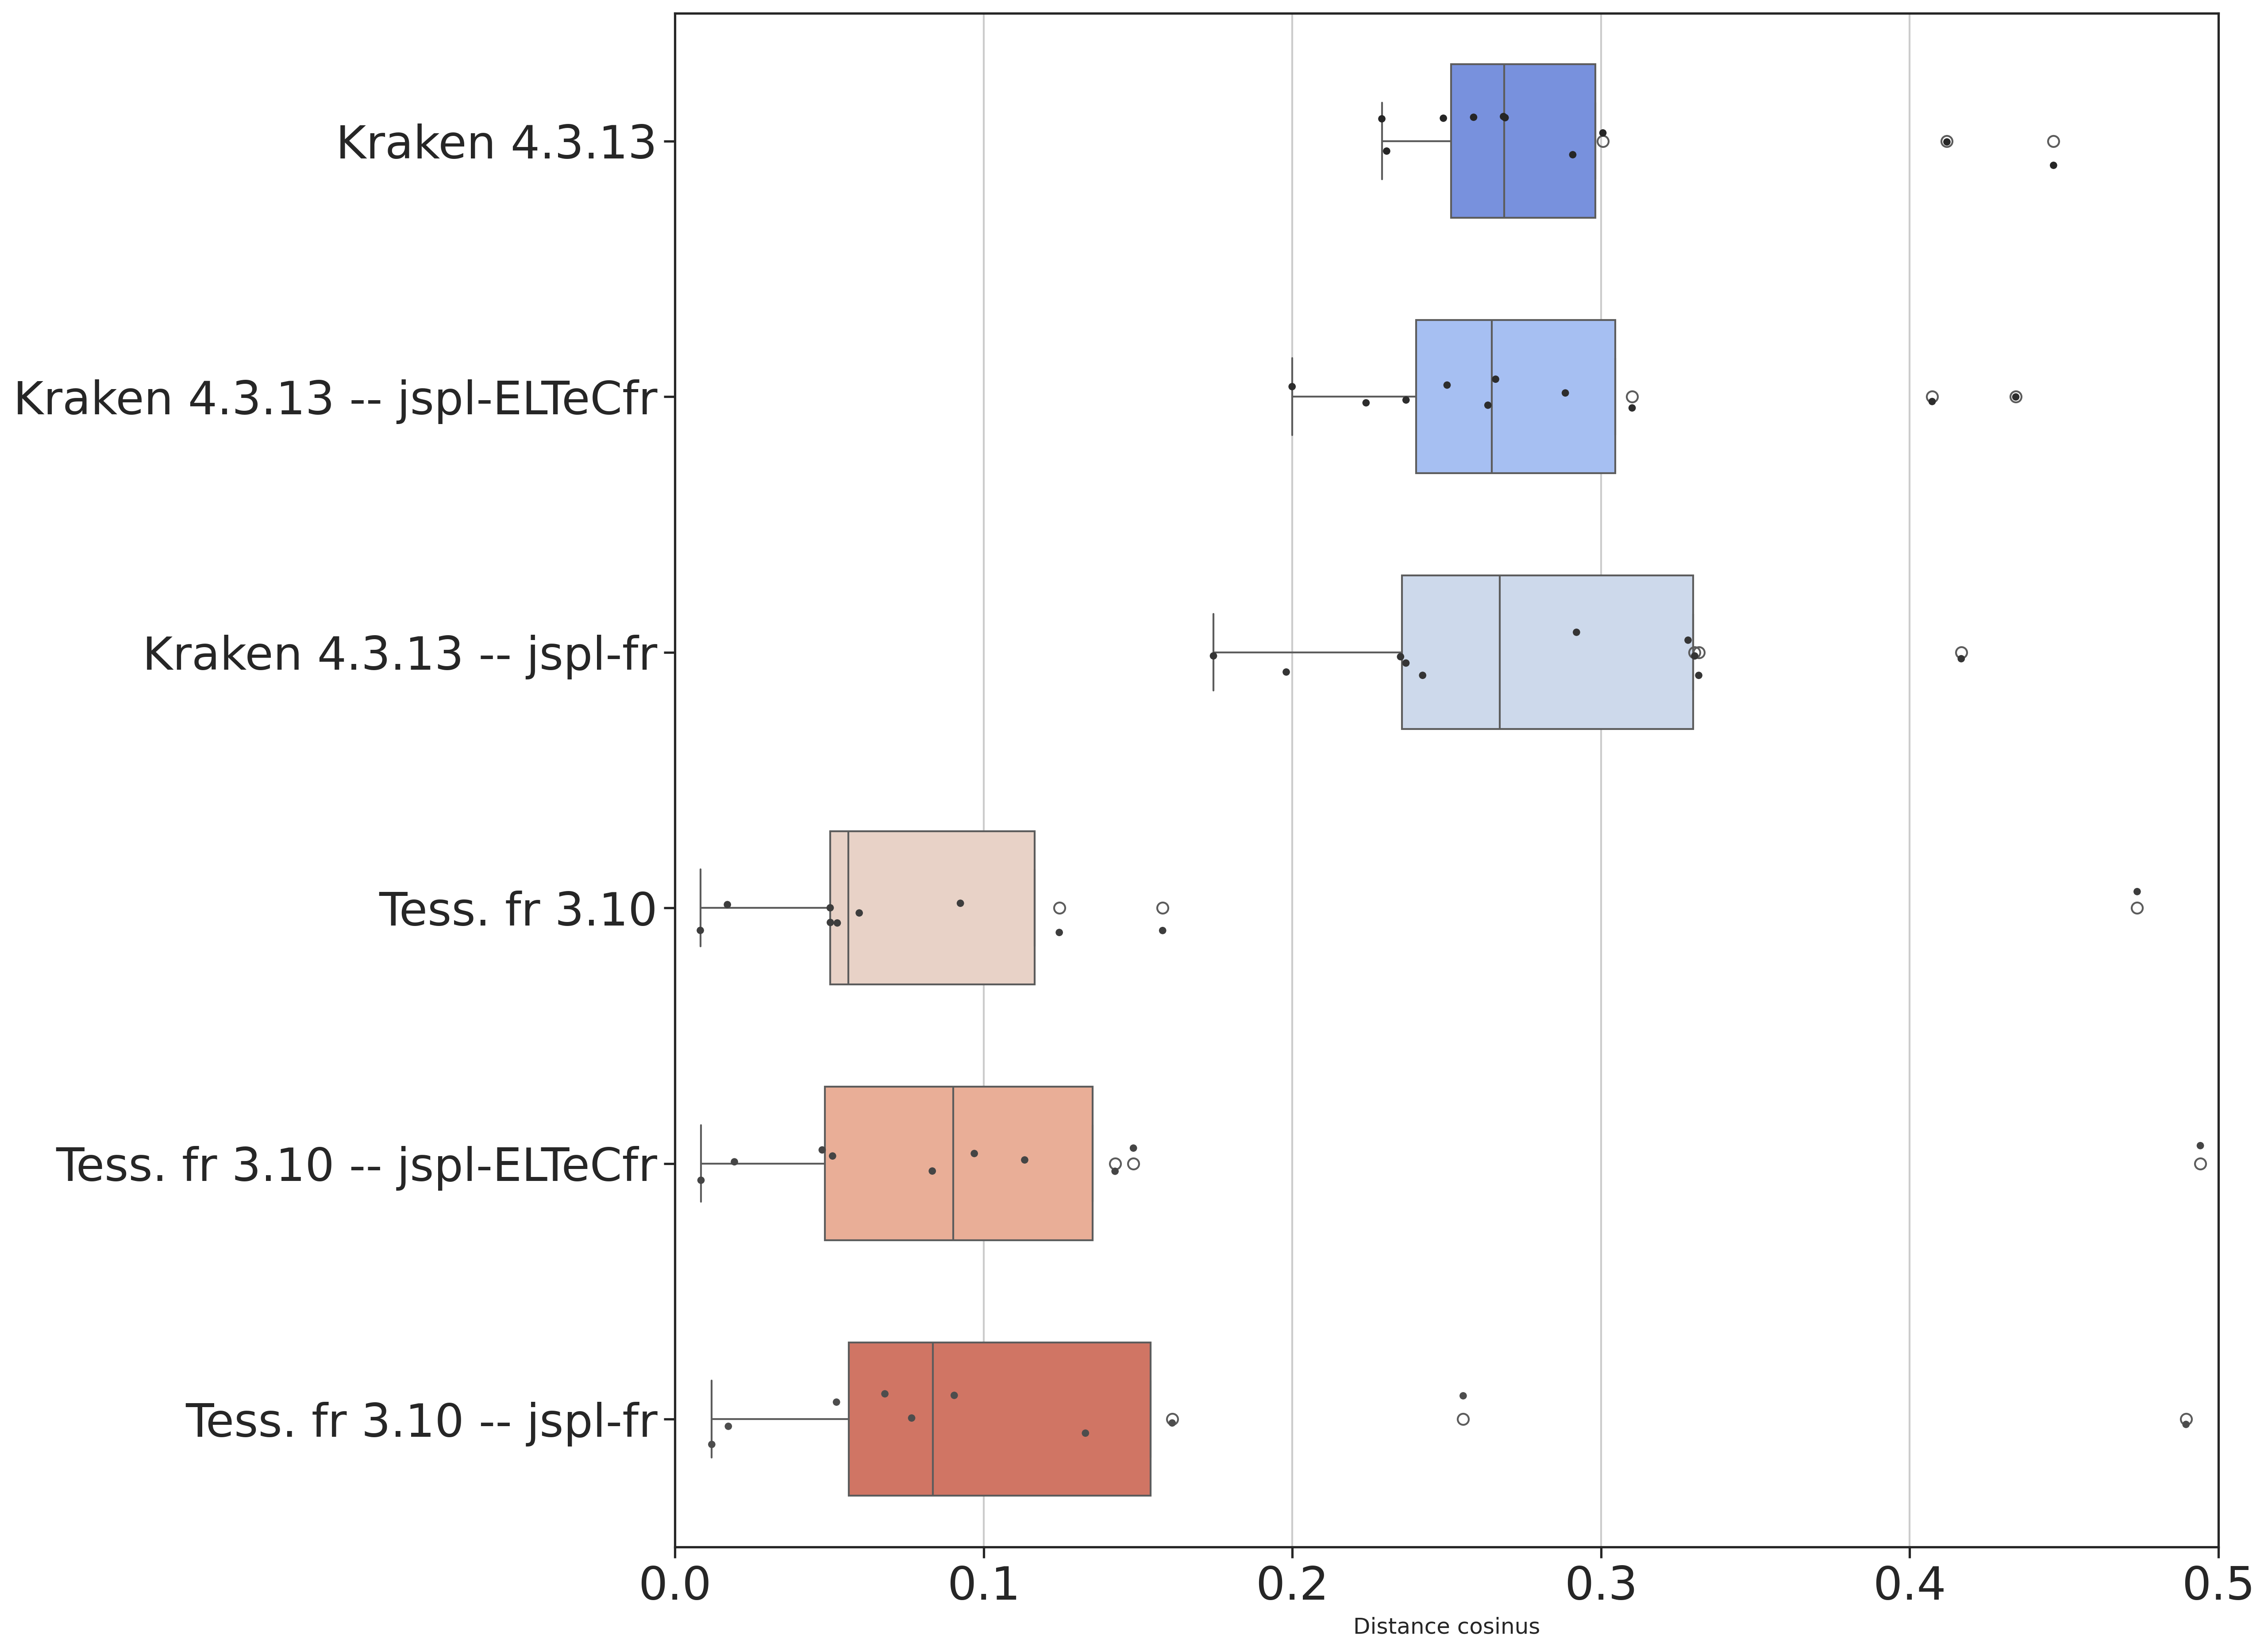 Kraken 4.3.13
Kraken 4.3.13 -- jspl-ELTeCfr
Kraken 4.3.13 -- jspl-fr
Tess. fr 3.10
Tess. fr 3.10 -- jspl-ELTeCfr
Tess. fr 3.10 -- jspl-fr
0.0 0.1 0.2 0.3 0.4 0.5
Distance cosinus